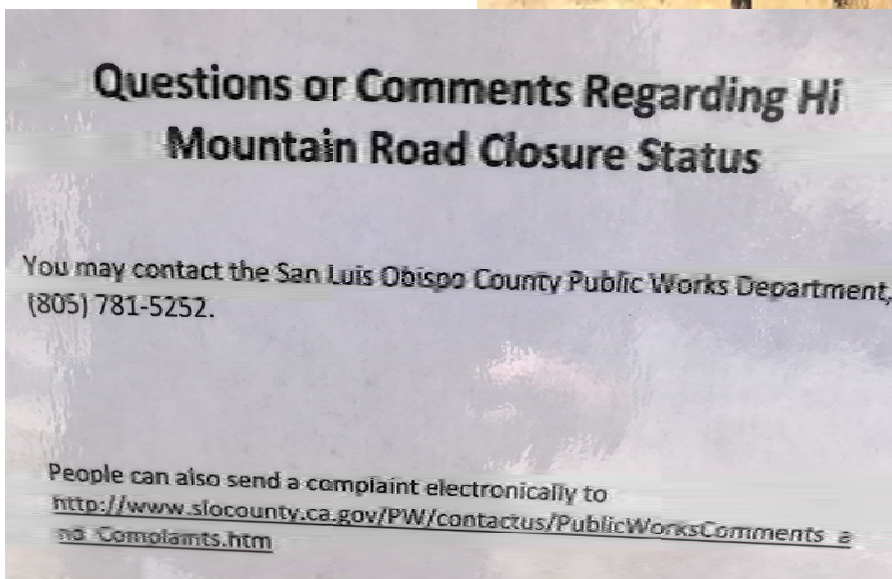 Questions or Comments Regarding Hi
Mountain Road Closure Status
You may contact the San Luis Obispo County Public Works Department,
(805) 781-5252.
People can also send a complaint electronically to
http://www.slocounty.ca.gov/PW/contactus/PublicWorksComments_a
nd_Complaints.htm